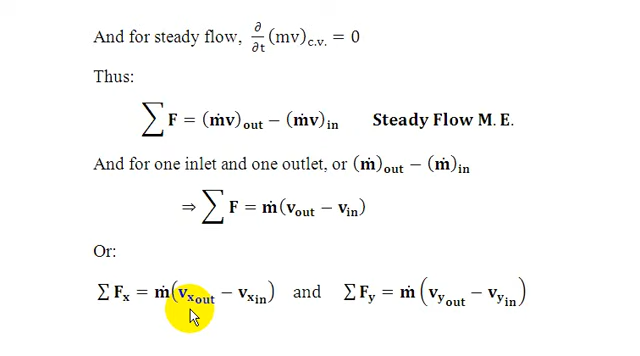 And for steady flow, ∂/∂t (mv)c.v. = 0
Thus:
∑ F = (ṁv)out − (ṁv)in Steady Flow M. E.
And for one inlet and one outlet, or (ṁ)out − (ṁ)in
⇒ ∑ F = ṁ(vout − vin)
Or:
∑ Fx = ṁ(vxout − vxin) and ∑ Fy = ṁ(vyout − vyin)